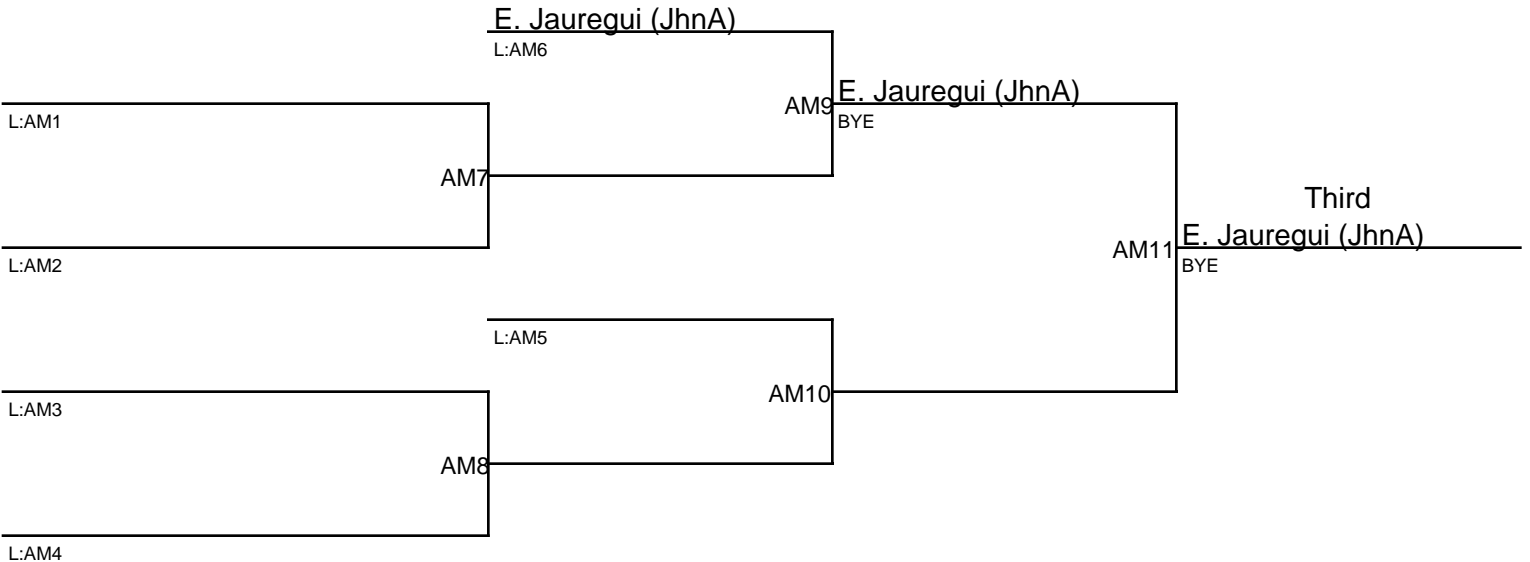 E. Jauregui (JhnA)
L:AM6
E. Jauregui (JhnA)
AM9
BYE
L:AM1
AM7
Third
E. Jauregui (JhnA)
AM11
BYE
L:AM2
L:AM5
AM10
L:AM3
AM8
L:AM4